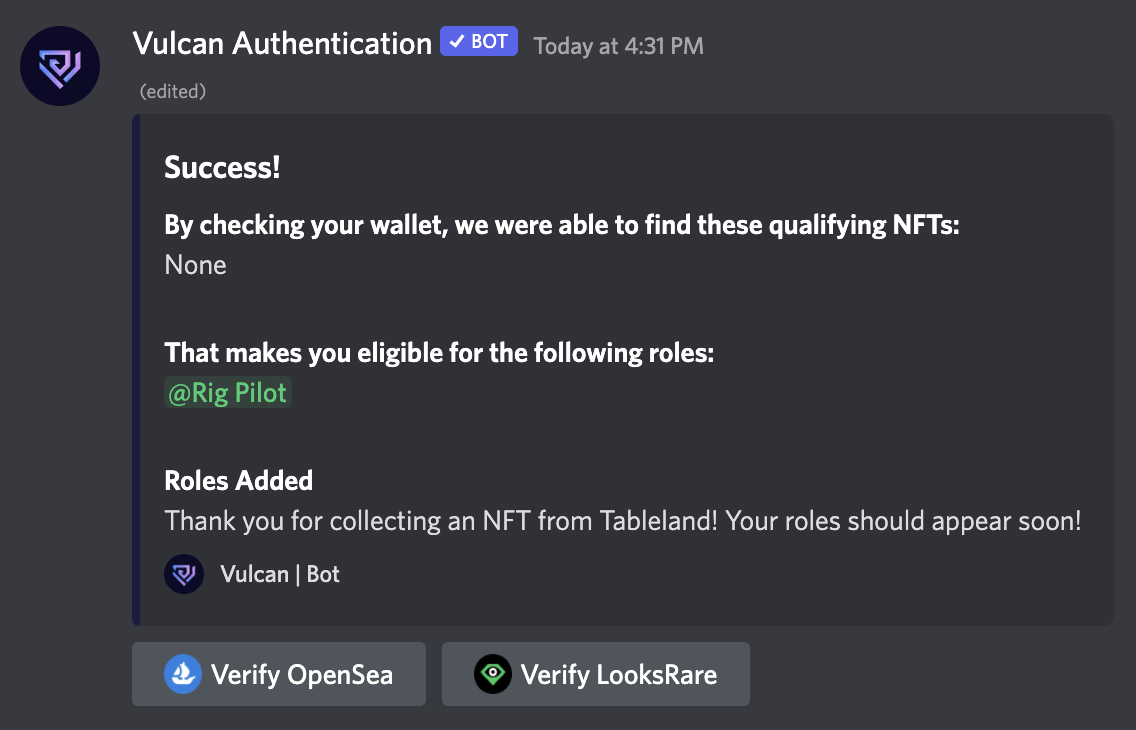 Vulcan Authentication ✓ BOT Today at 4:31 PM
(edited)
Success!
By checking your wallet, we were able to find these qualifying NFTs:
None
That makes you eligible for the following roles:
@Rig Pilot
Roles Added
Thank you for collecting an NFT from Tableland! Your roles should appear soon!
Vulcan | Bot
Verify OpenSea Verify LooksRare